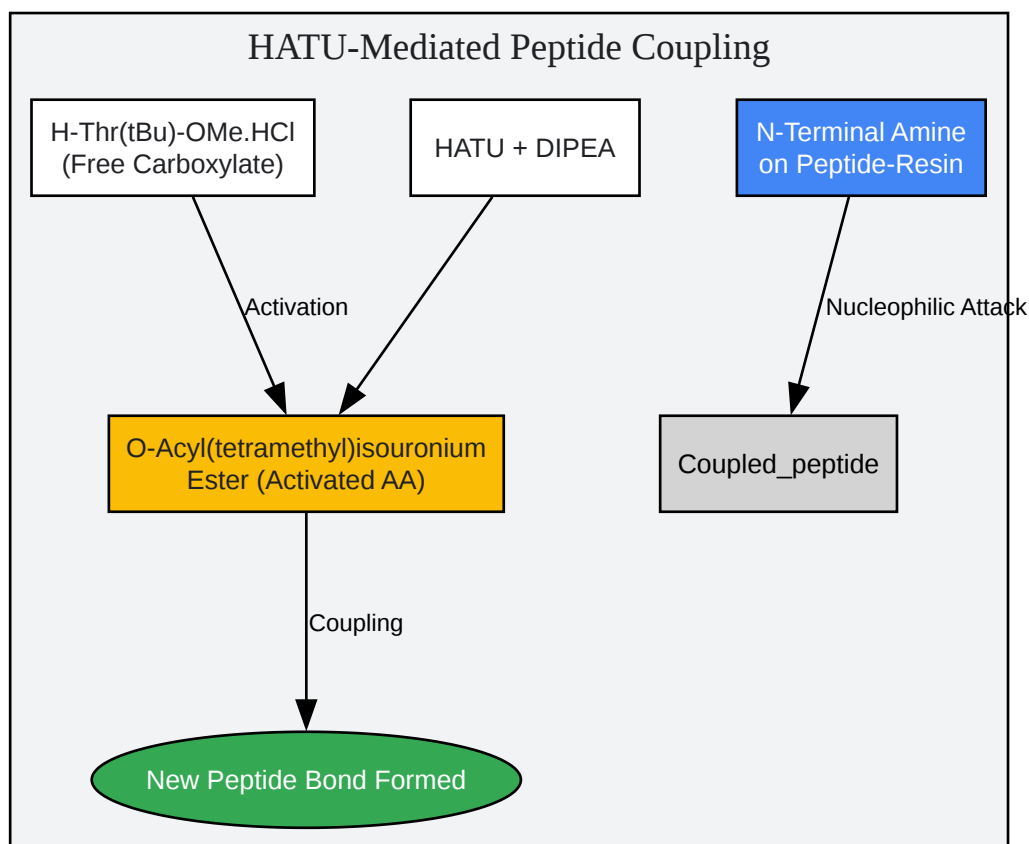 HATU-Mediated Peptide Coupling
H-Thr(tBu)-OMe.HCl
(Free Carboxylate)
HATU + DIPEA
N-Terminal Amine
on Peptide-Resin
Activation
Nucleophilic Attack
O-Acyl(tetramethyl)isouronium
Ester (Activated AA)
Coupled_peptide
Coupling
New Peptide Bond Formed